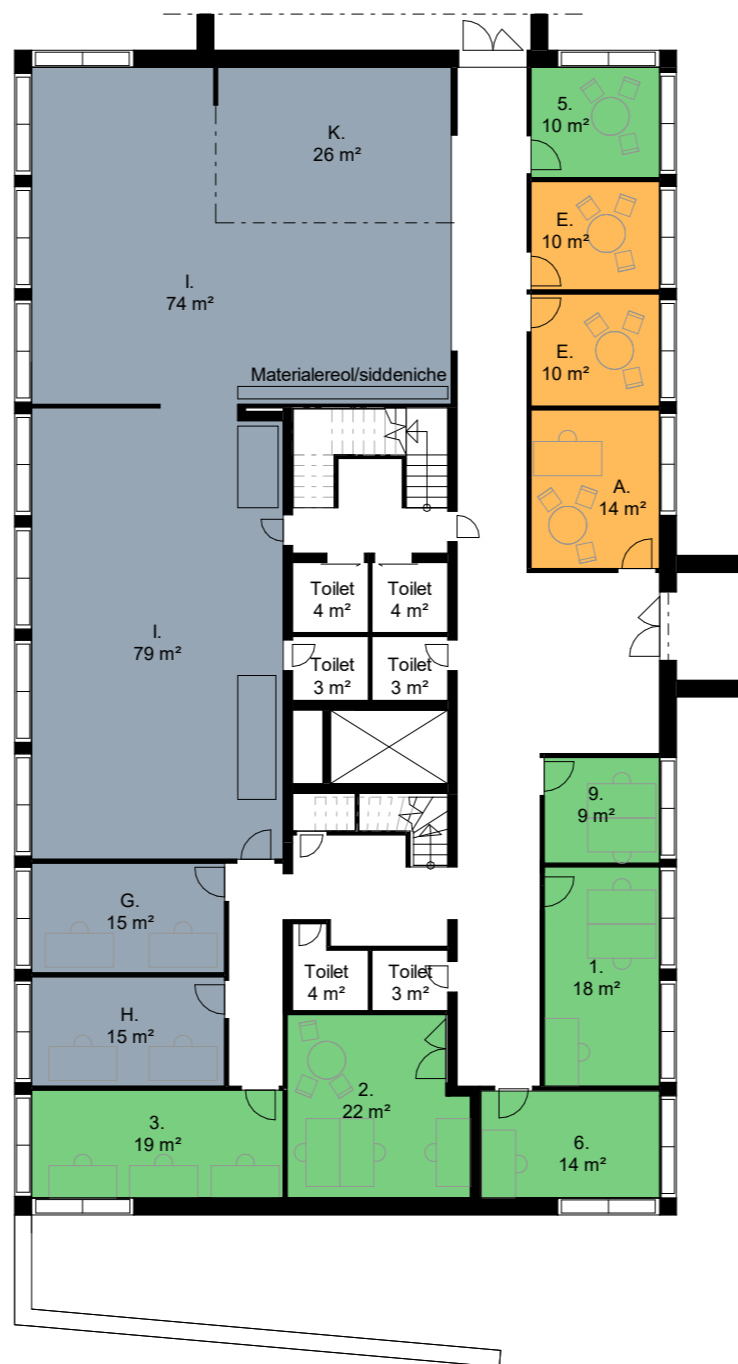 K.
26 m²
5.
10 m²
E.
10 m²
I.
74 m²
E.
10 m²
Materialereol/siddeniche
A.
14 m²
Toilet
4 m²
Toilet
4 m²
I.
79 m²
Toilet
3 m²
Toilet
3 m²
9.
9 m²
G.
15 m²
1.
18 m²
Toilet
4 m²
Toilet
3 m²
H.
15 m²
2.
22 m²
3.
19 m²
6.
14 m²